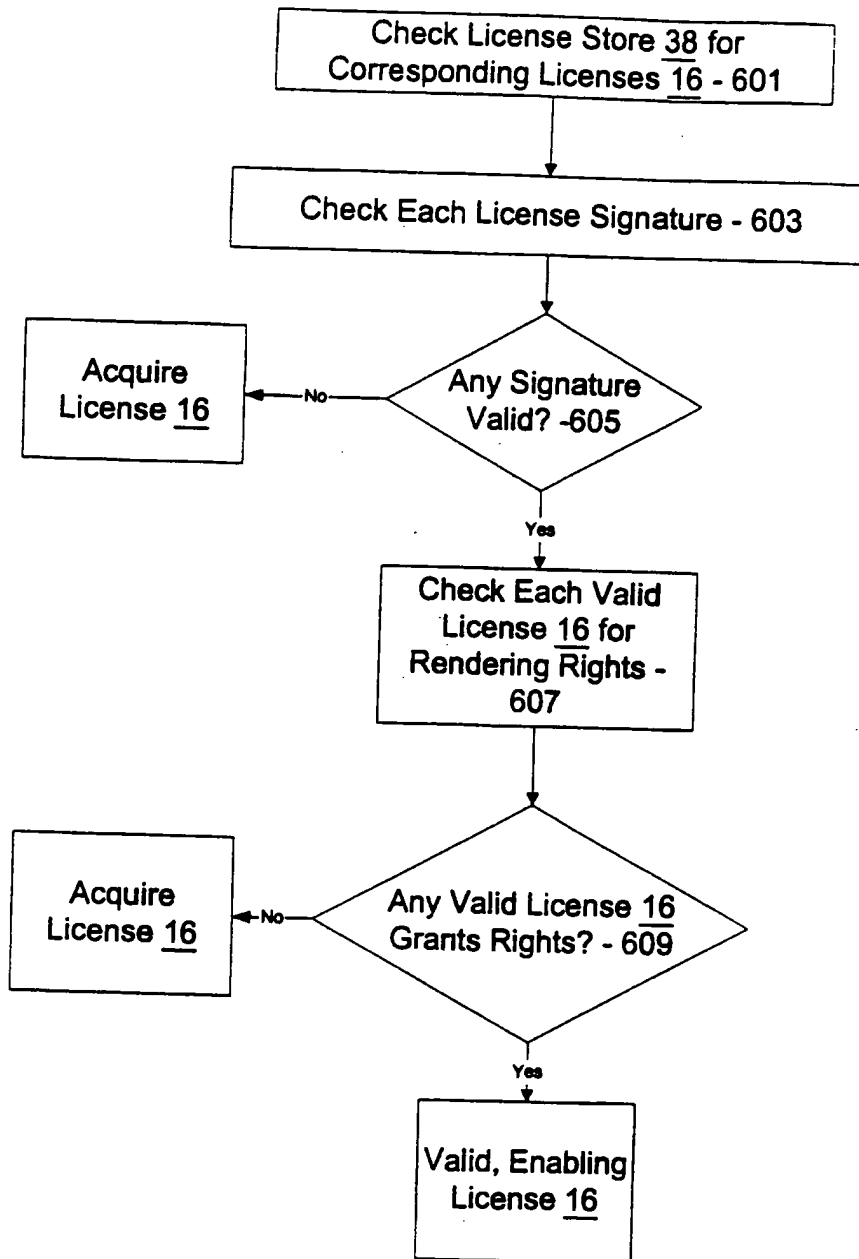 Check License Store 38 for
Corresponding Licenses 16 - 601
Check Each License Signature - 603
Acquire
License 16
No
Any Signature
Valid? -605
Yes
Check Each Valid
License 16 for
Rendering Rights -
607
Acquire
License 16
No
Any Valid License 16
Grants Rights? - 609
Yes
Valid, Enabling
License 16